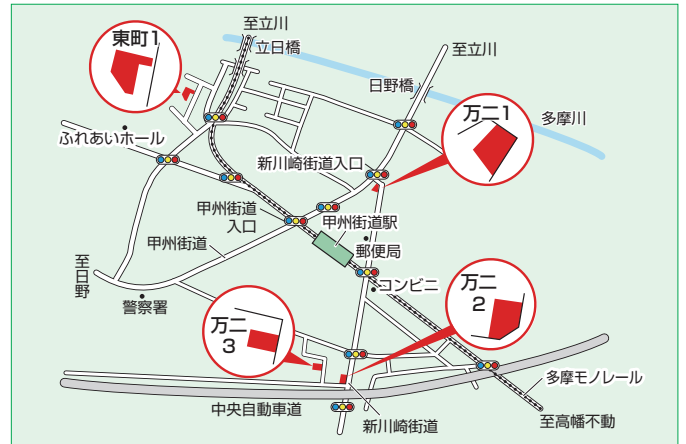 至立川
東町1
立日橋
至立川
日野橋
万二1
多摩川
ふれあいホール
新川崎街道入口
甲州街道
入口
甲州街道駅
甲州街道
郵便局
至日野
コンビニ
警察署
万二
2
万二
3
多摩モノレール
中央自動車道
新川崎街道
至高幡不動